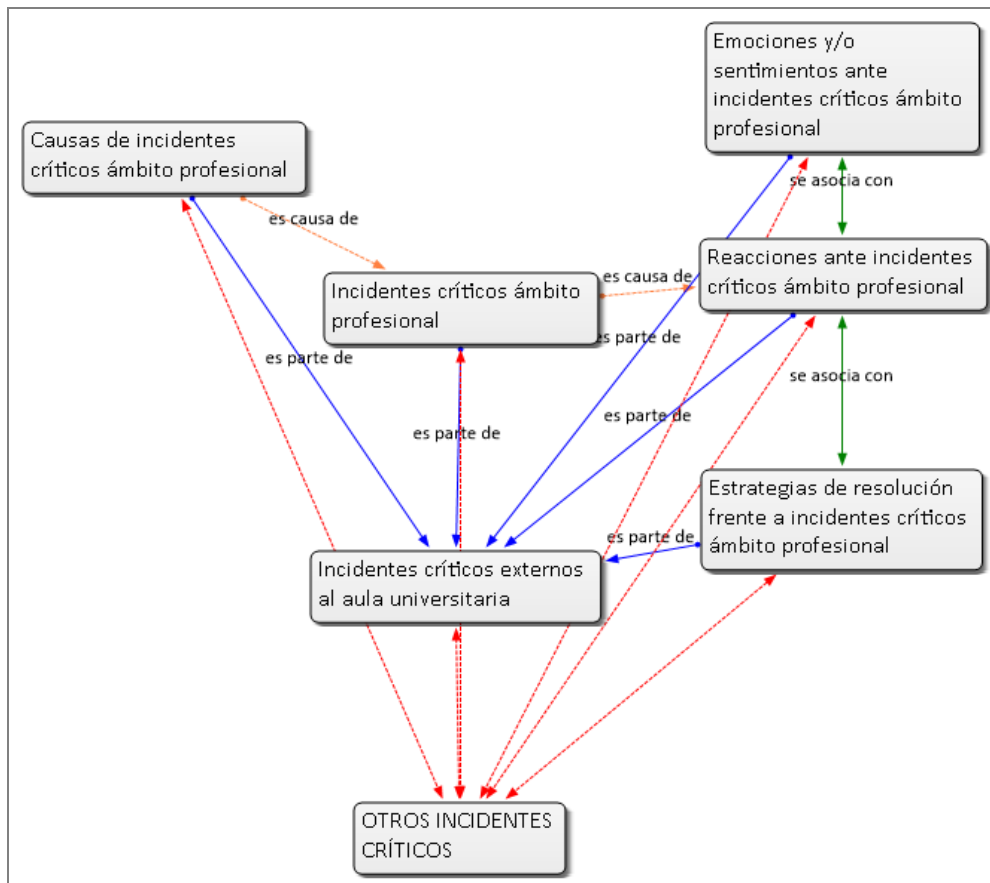 Emociones y/o
sentimientos ante
incidentes críticos ámbito
profesional
Causas de incidentes
críticos ámbito profesional
se asocia con
es causa de
Reacciones ante incidentes
críticos ámbito profesional
es causa de
Incidentes críticos ámbito
profesional
es parte de
es parte de
se asocia con
es parte de
es parte de
Estrategias de resolución
frente a incidentes críticos
ámbito profesional
es parte de
Incidentes críticos externos
al aula universitaria
OTROS INCIDENTES
CRÍTICOS